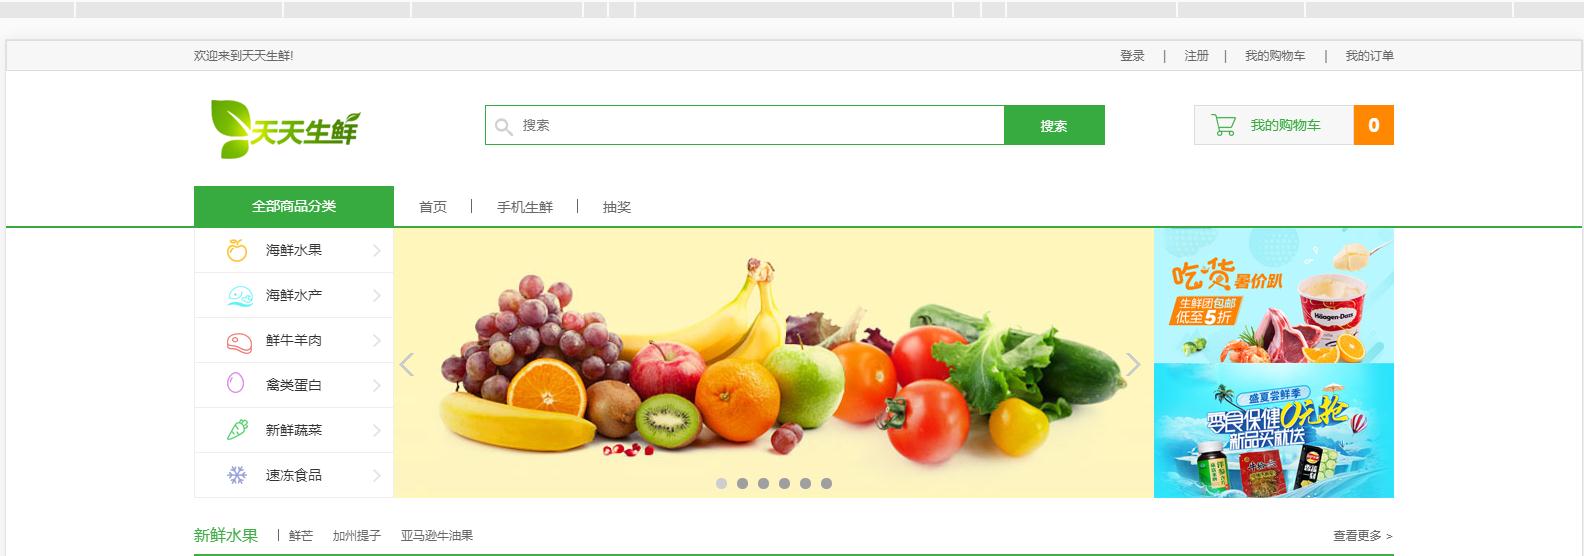 欢迎来到天天生鲜!
登录 | 注册 | 我的购物车 | 我的订单
天天生鲜
搜索 搜索
我的购物车 0
全部商品分类 首页 | 手机生鲜 | 抽奖
海鲜水果 >
海鲜水产 >
鲜牛羊肉 >
禽类蛋白 >
新鲜蔬菜 >
速冻食品 >
吃货暑价趴
生鲜团包邮
低至5折
Häagen-Dazs
盛夏尝鲜季
零食保健0元抢
新品买就送
新鲜水果 | 鲜芒 加州提子 亚马逊牛油果 查看更多 >